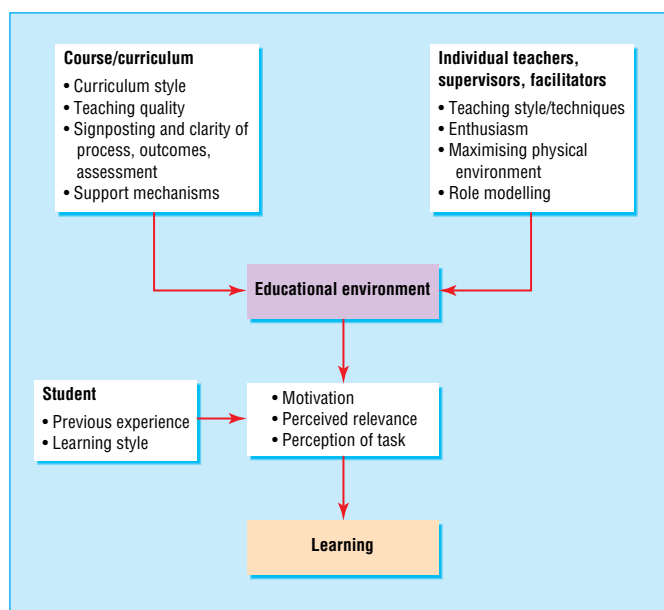 Course/curriculum
• Curriculum style
• Teaching quality
• Signposting and clarity of
process, outcomes,
assessment
• Support mechanisms
Individual teachers,
supervisors, facilitators
• Teaching style/techniques
• Enthusiasm
• Maximising physical
environment
• Role modelling
Educational environment
Student
• Previous experience
• Learning style
• Motivation
• Perceived relevance
• Perception of task
Learning